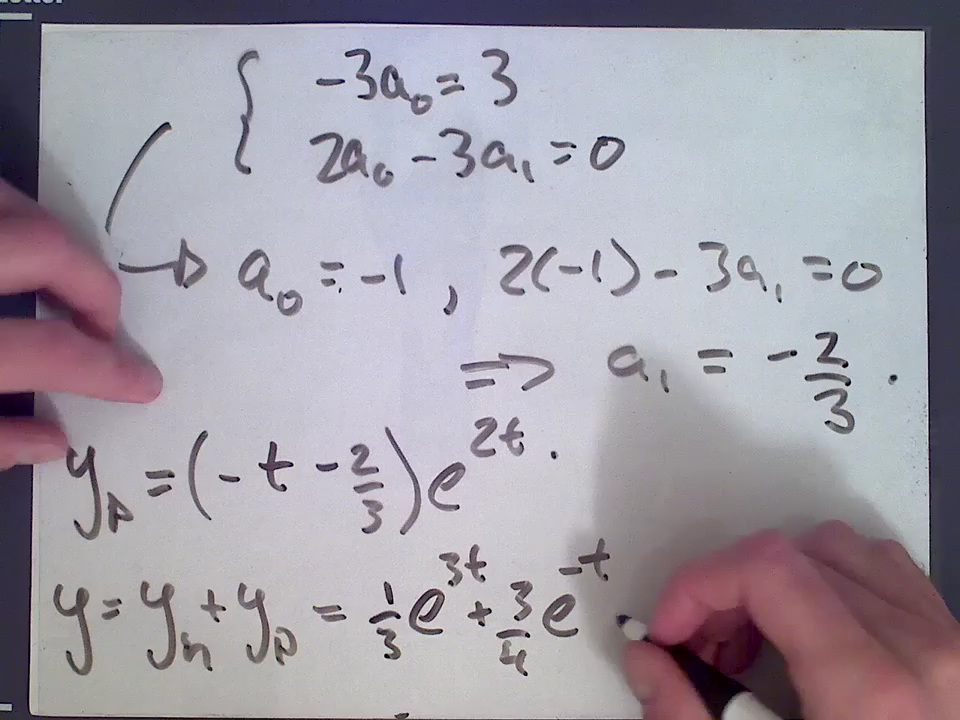 -3a₀ = 3
2a₀ - 3a₁ = 0
a₀ = -1 , 2(-1) - 3a₁ = 0
⇒ a₁ = -2/3 .
yₚ = (-t - 2/3)e^{2t} .
y = yₕ + yₚ = 1/3 e^{3t} + 3/4 e^{-t}